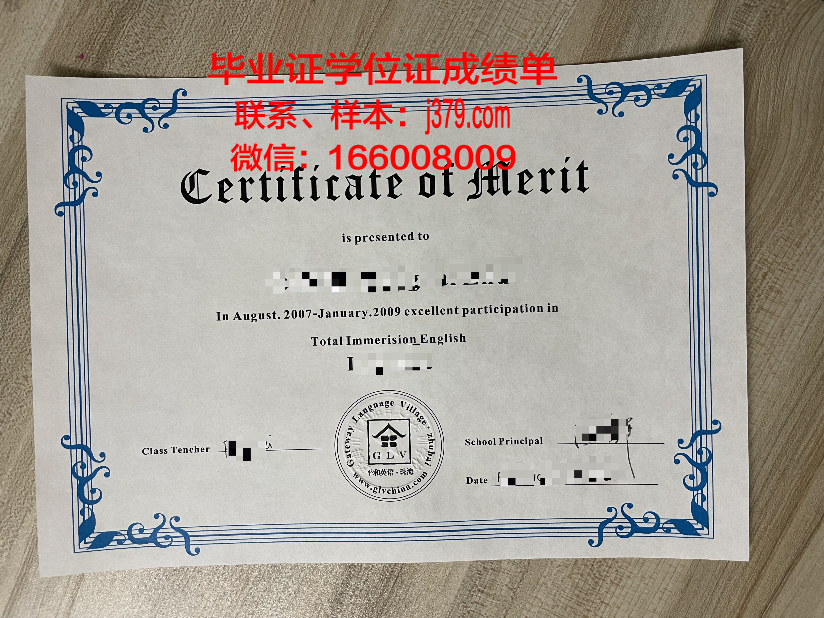 毕业证学位证成绩单
联系、样本：j379.com
微信：166008009
Certificate of Merit
is presented to
In August. 2007-January.2009 excellent participation in
Total Immerision English
Class Tencher
Gateway Language Village·zhuhai
GLV
www.glvchina.com
School Principal
Date